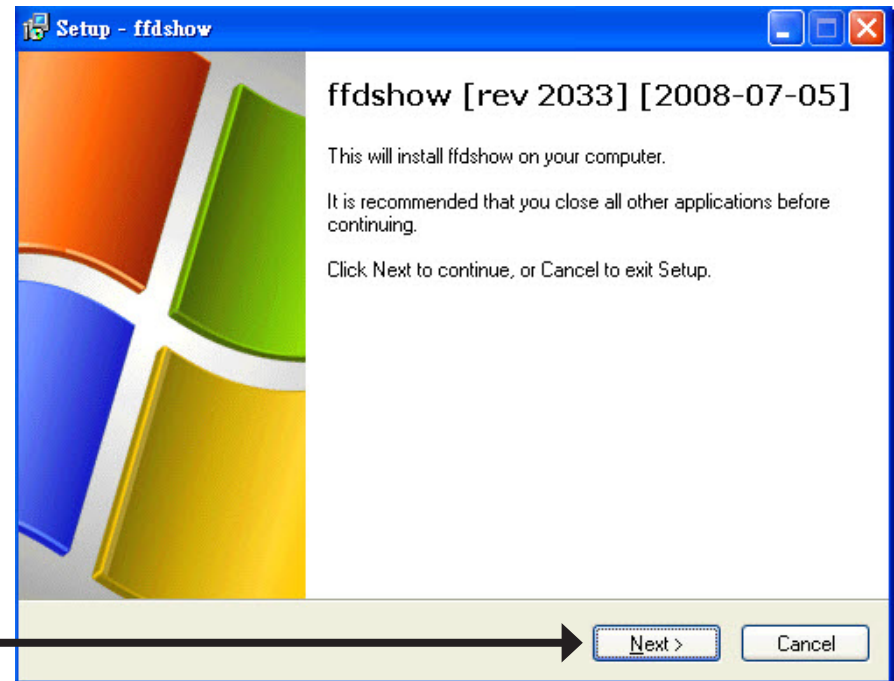 Setup - ffdshow
ffdshow [rev 2033] [2008-07-05]
This will install ffdshow on your computer.
It is recommended that you close all other applications before
continuing.
Click Next to continue, or Cancel to exit Setup.
Next >
Cancel